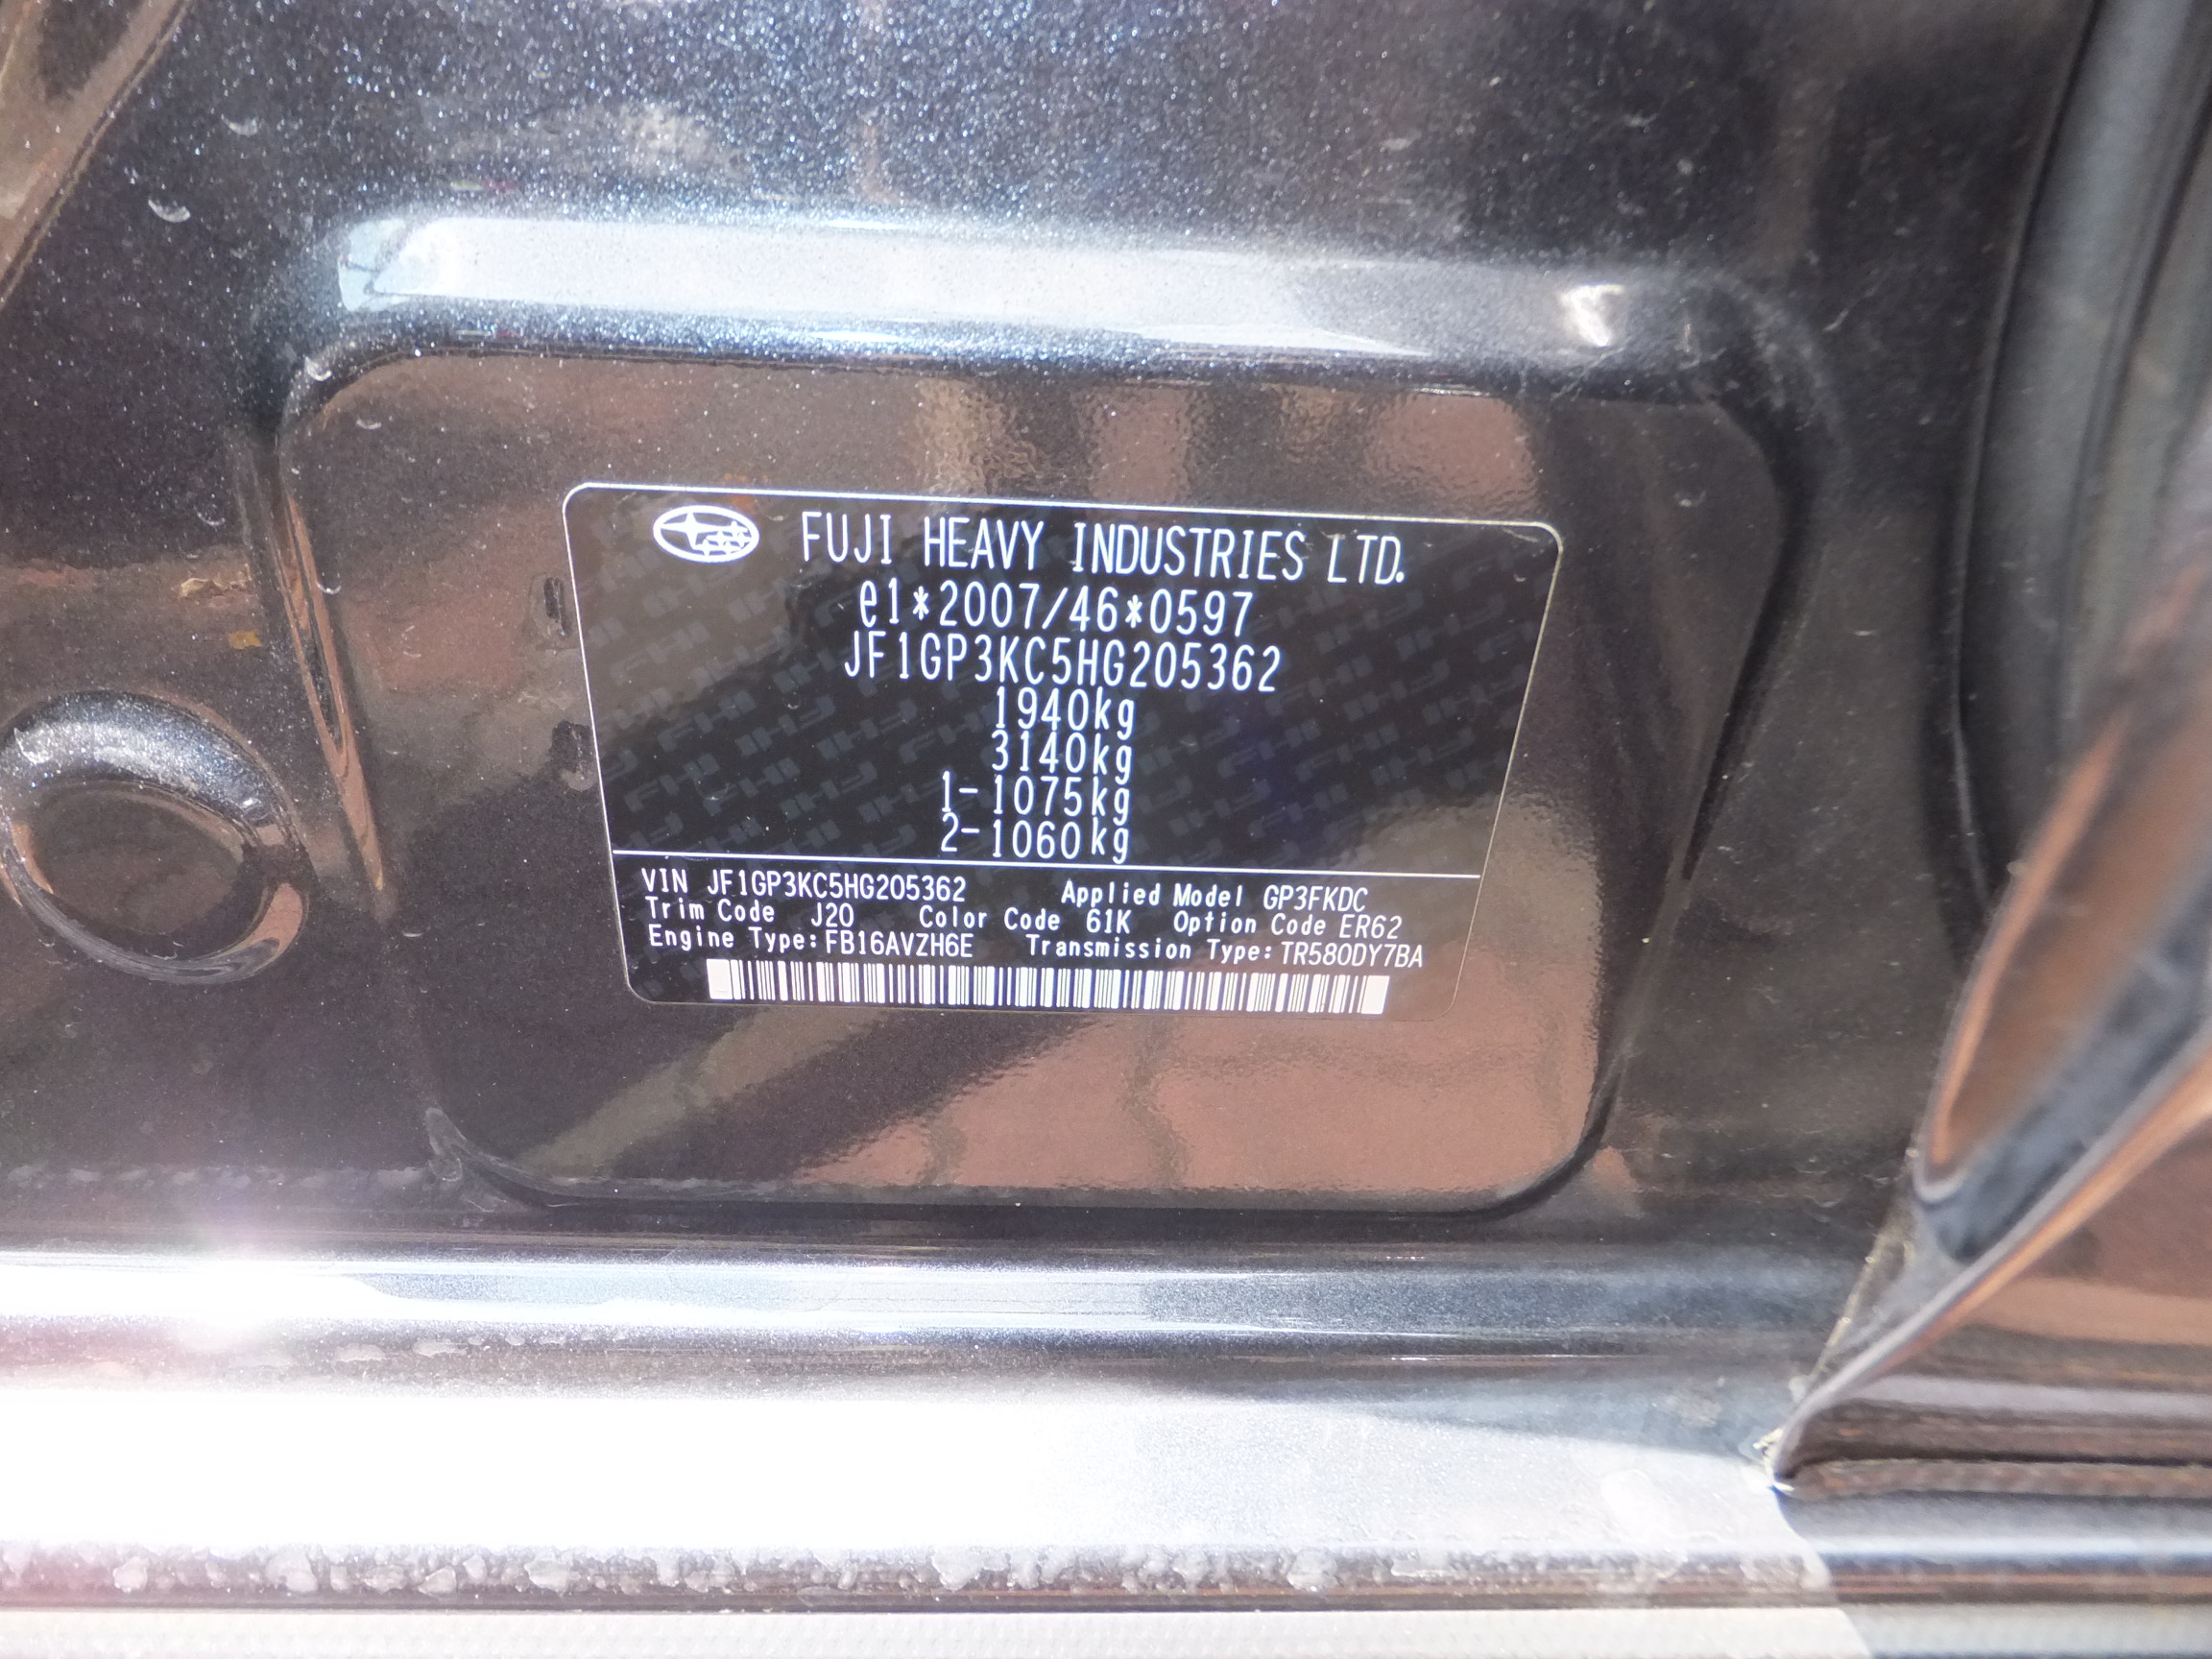 FUJI HEAVY INDUSTRIES LTD.
e1*2007/46*0597
JF1GP3KC5HG205362
1940kg
3140kg
1-1075kg
2-1060kg
VIN JF1GP3KC5HG205362 Applied Model GP3FKDC
Trim Code J20 Color Code 61K Option Code ER62
Engine Type:FB16AVZH6E Transmission Type:TR580DY7BA